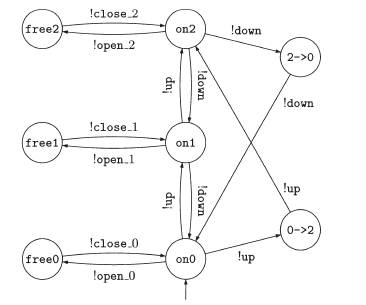 !close_2
free2
on2
!down
!open_2
2->0
!up
!down
!down
!close_1
free1
on1
!open_1
!up
!down
!up
!close_0
0->2
free0
on0
!up
!open_0